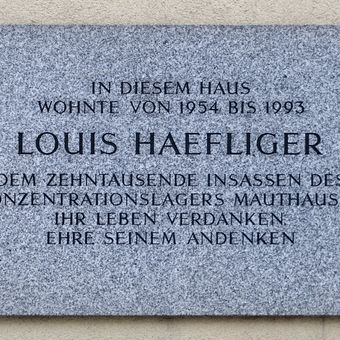 IN DIESEM HAUS
WOHNTE VON 1954 BIS 1993
LOUIS HAEFLIGER
DEM ZEHNTAUSENDE INSASSEN DES
ONZENTRATIONSLAGERS MAUTHAUS
IHR LEBEN VERDANKEN
EHRE SEINEM ANDENKEN